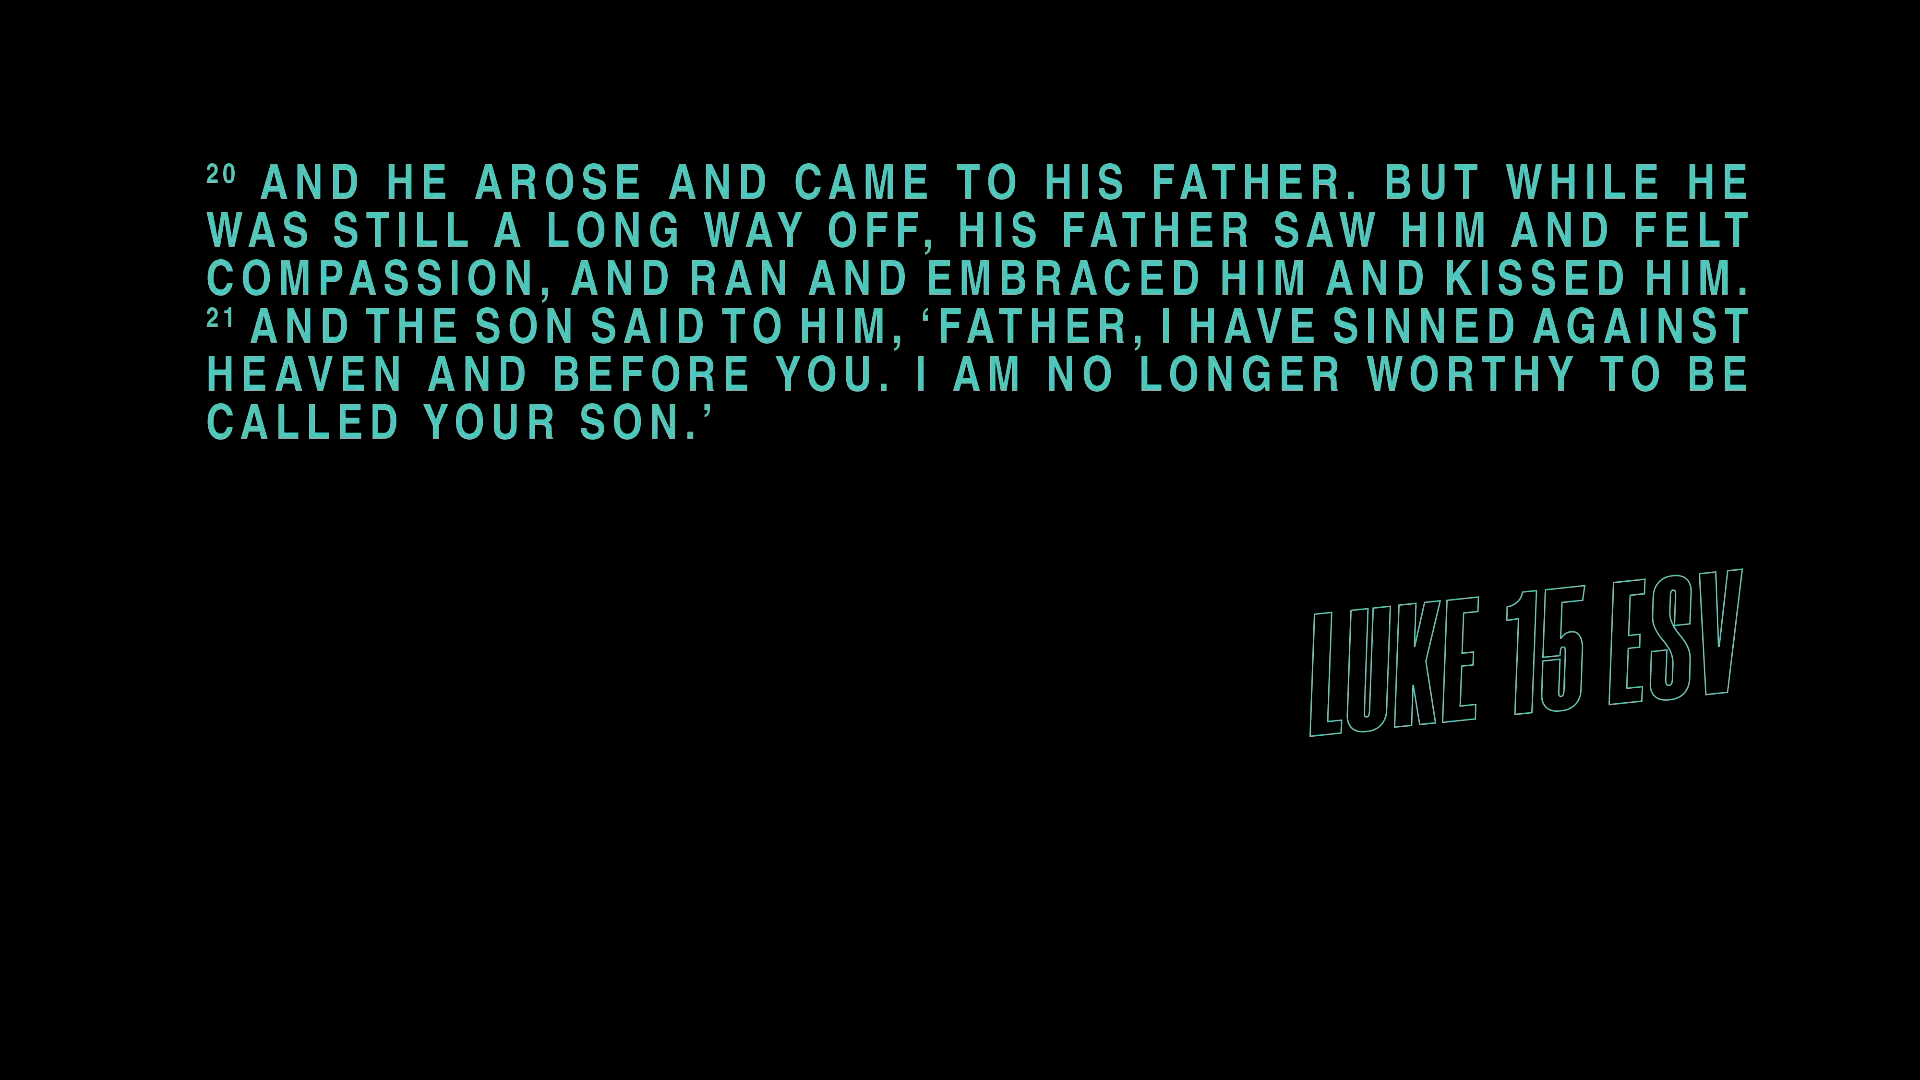 20 AND HE AROSE AND CAME TO HIS FATHER. BUT WHILE HE
WAS STILL A LONG WAY OFF, HIS FATHER SAW HIM AND FELT
COMPASSION, AND RAN AND EMBRACED HIM AND KISSED HIM.
21 AND THE SON SAID TO HIM, ‘FATHER, I HAVE SINNED AGAINST
HEAVEN AND BEFORE YOU. I AM NO LONGER WORTHY TO BE
CALLED YOUR SON.’
LUKE 15 ESV